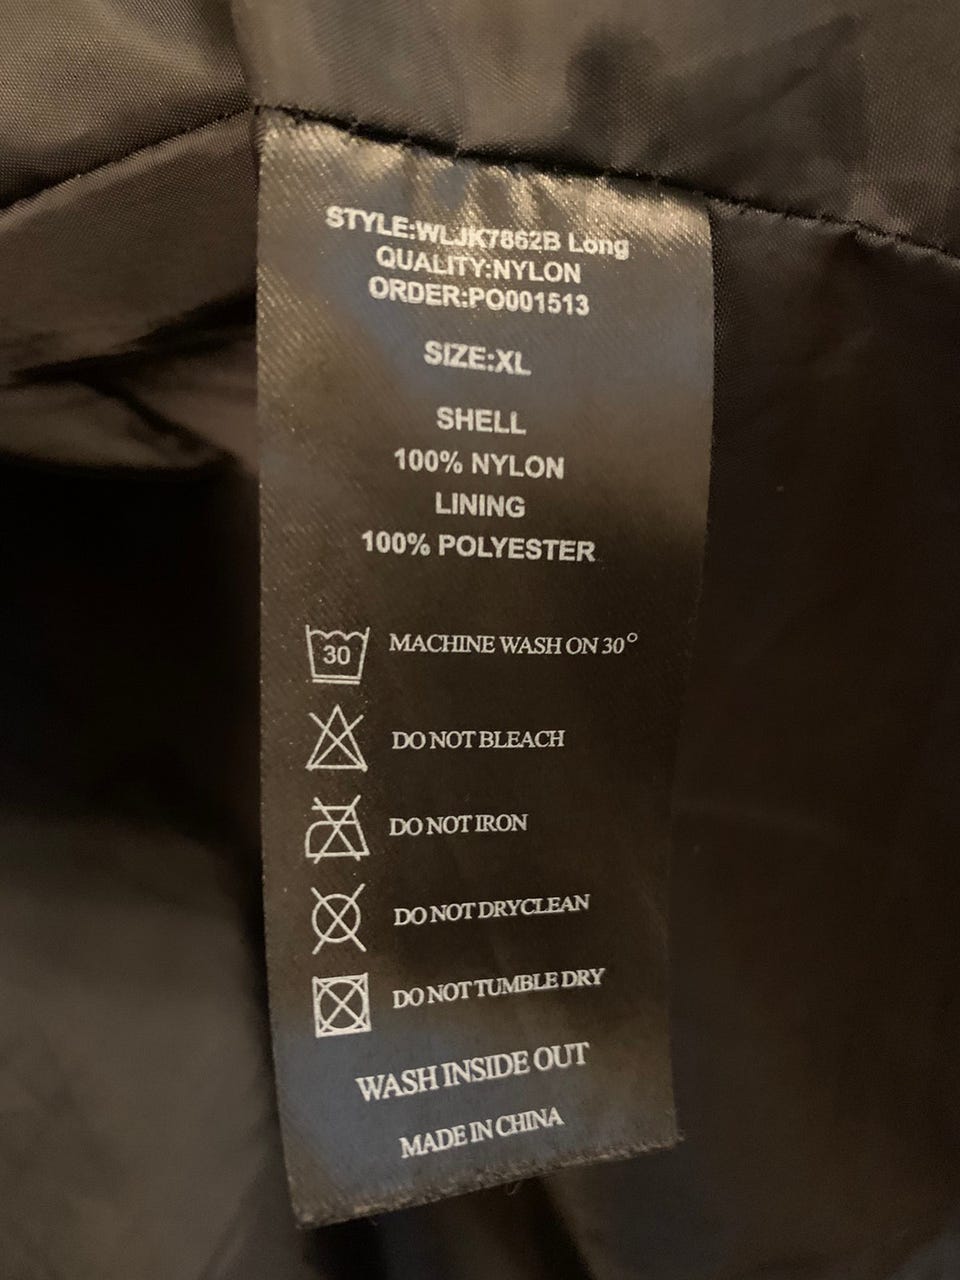 STYLE:WLJK7862B Long
QUALITY:NYLON
ORDER:PO001513
SIZE:XL
SHELL
100% NYLON
LINING
100% POLYESTER
30 MACHINE WASH ON 30°
DO NOT BLEACH
DO NOT IRON
DO NOT DRYCLEAN
DO NOT TUMBLE DRY
WASH INSIDE OUT
MADE IN CHINA